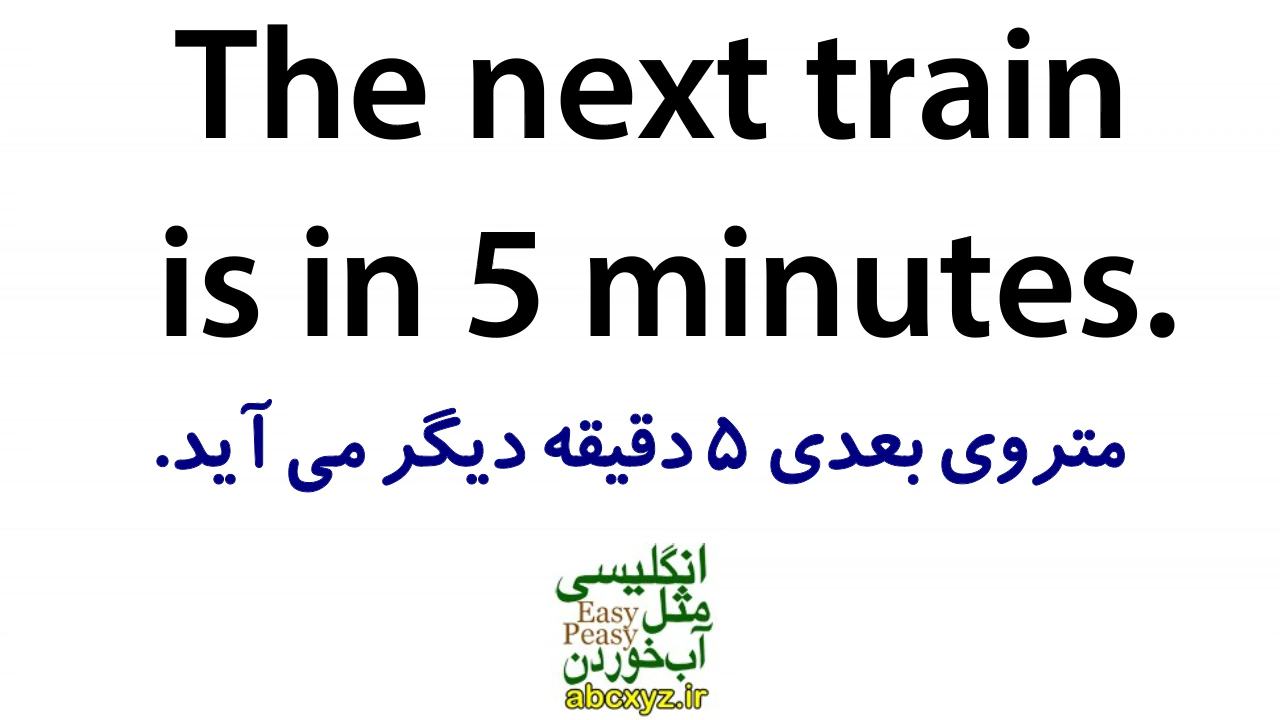 The next train
is in 5 minutes.
متروی بعدی ۵ دقیقه دیگر می آید.
انگلیسی
مثل Easy
Peasy
آب‌خوردن
abcxyz.ir